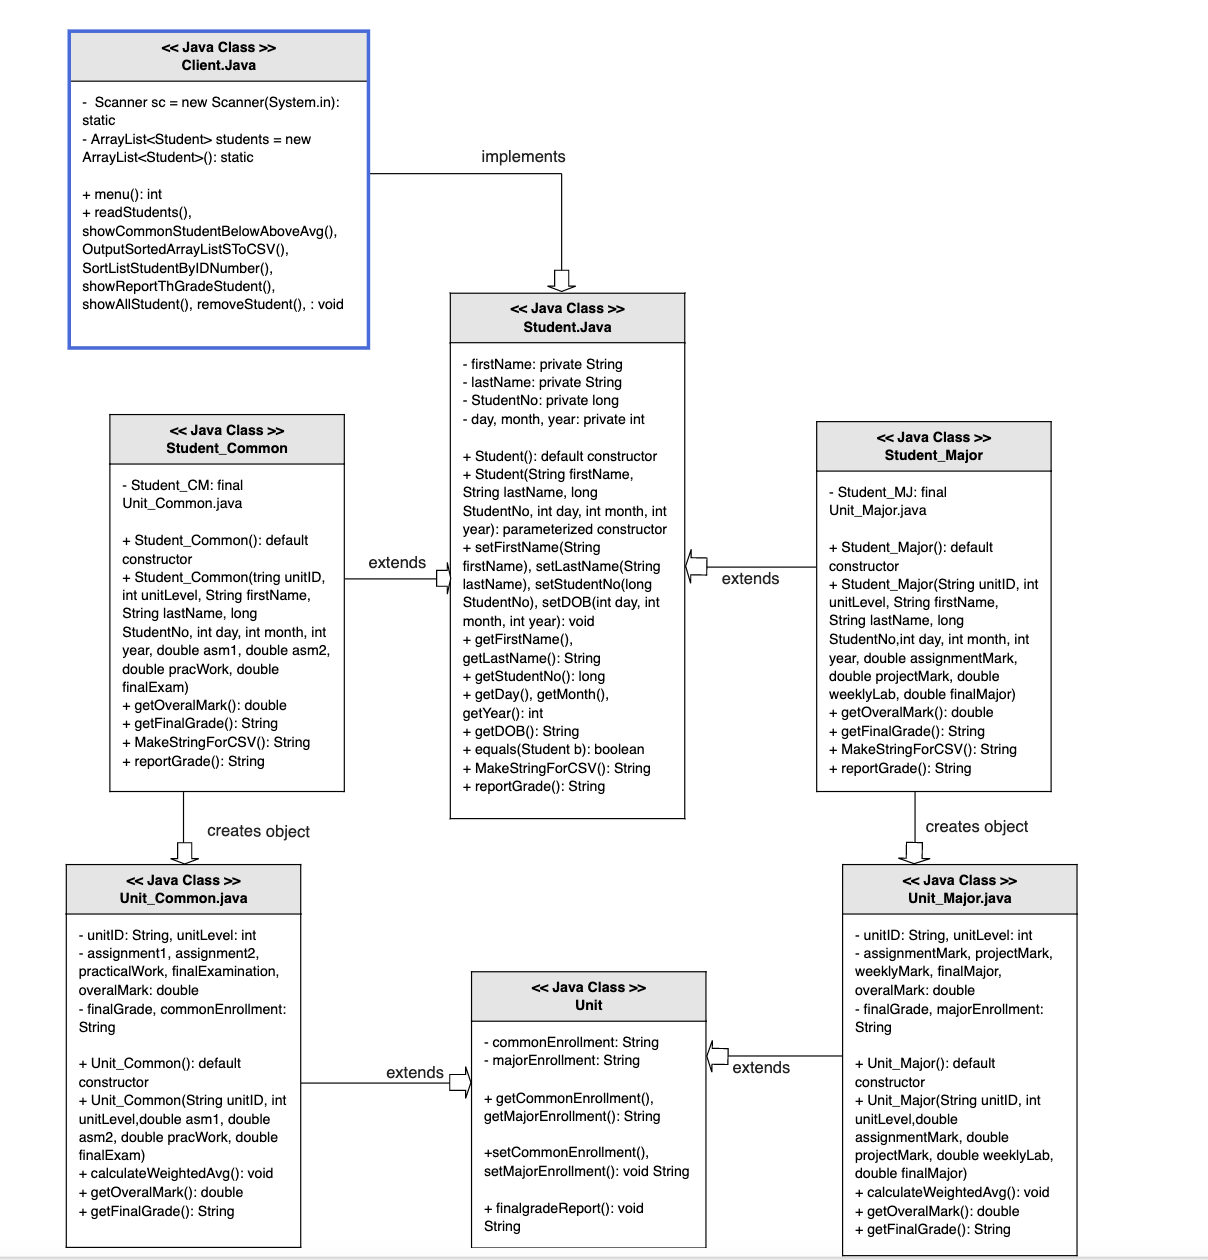 << Java Class >>
Client.Java
- Scanner sc = new Scanner(System.in):
static
- ArrayList<Student> students = new
ArrayList<Student>(): static
+ menu(): int
+ readStudents(),
showCommonStudentBelowAboveAvg(),
OutputSortedArrayListSToCSV(),
SortListStudentByIDNumber(),
showReportThGradeStudent(),
showAllStudent(), removeStudent(), : void
implements
<< Java Class >>
Student.Java
- firstName: private String
- lastName: private String
- StudentNo: private long
- day, month, year: private int
+ Student(): default constructor
+ Student(String firstName,
String lastName, long
StudentNo, int day, int month, int
year): parameterized constructor
+ setFirstName(String
firstName), setLastName(String
lastName), setStudentNo(long
StudentNo), setDOB(int day, int
month, int year): void
+ getFirstName(),
getLastName(): String
+ getStudentNo(): long
+ getDay(), getMonth(),
getYear(): int
+ getDOB(): String
+ equals(Student b): boolean
+ MakeStringForCSV(): String
+ reportGrade(): String
<< Java Class >>
Student_Common
- Student_CM: final
Unit_Common.java
+ Student_Common(): default
constructor
+ Student_Common(tring unitID,
int unitLevel, String firstName,
String lastName, long
StudentNo, int day, int month, int
year, double asm1, double asm2,
double pracWork, double
finalExam)
+ getOveralMark(): double
+ getFinalGrade(): String
+ MakeStringForCSV(): String
+ reportGrade(): String
extends
<< Java Class >>
Student_Major
- Student_MJ: final
Unit_Major.java
+ Student_Major(): default
constructor
+ Student_Major(String unitID, int
unitLevel, String firstName,
String lastName, long
StudentNo,int day, int month, int
year, double assignmentMark,
double projectMark, double
weeklyLab, double finalMajor)
+ getOveralMark(): double
+ getFinalGrade(): String
+ MakeStringForCSV(): String
+ reportGrade(): String
extends
creates object
creates object
<< Java Class >>
Unit_Common.java
- unitID: String, unitLevel: int
- assignment1, assignment2,
practicalWork, finalExamination,
overalMark: double
- finalGrade, commonEnrollment:
String
+ Unit_Common(): default
constructor
+ Unit_Common(String unitID, int
unitLevel,double asm1, double
asm2, double pracWork, double
finalExam)
+ calculateWeightedAvg(): void
+ getOveralMark(): double
+ getFinalGrade(): String
extends
<< Java Class >>
Unit
- commonEnrollment: String
- majorEnrollment: String
+ getCommonEnrollment(),
getMajorEnrollment(): String
+setCommonEnrollment(),
setMajorEnrollment(): void String
+ finalgradeReport(): void
String
extends
<< Java Class >>
Unit_Major.java
- unitID: String, unitLevel: int
- assignmentMark, projectMark,
weeklyMark, finalMajor,
overalMark: double
- finalGrade, majorEnrollment:
String
+ Unit_Major(): default
constructor
+ Unit_Major(String unitID, int
unitLevel,double
assignmentMark, double
projectMark, double weeklyLab,
double finalMajor)
+ calculateWeightedAvg(): void
+ getOveralMark(): double
+ getFinalGrade(): String